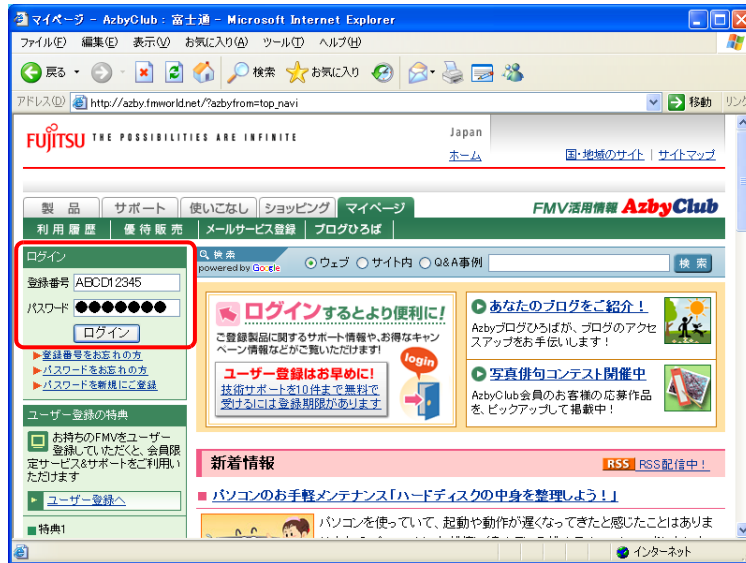 マイページ - AzbyClub : 富士通 - Microsoft Internet Explorer
ファイル(F) 編集(E) 表示(V) お気に入り(A) ツール(T) ヘルプ(H)
戻る 検索 お気に入り
アドレス(D) http://azby.fmworld.net/?azbyfrom=top_navi 移動 リンク
FUJITSU THE POSSIBILITIES ARE INFINITE Japan
ホーム 国・地域のサイト | サイトマップ
製 品 サポート 使いこなし ショッピング マイページ FMV活用情報 AzbyClub
利用履歴 優待販売 メールサービス登録 ブログひろば
ログイン
登録番号 ABCD12345
パスワード ●●●●●●●
ログイン
▶登録番号をお忘れの方
▶パスワードをお忘れの方
▶パスワードを新規にご登録
ユーザー登録の特典
お持ちのFMVをユーザー
登録していただくと、会員限
定サービス&サポートをご利用い
ただけます
ユーザー登録へ
■特典1
検索
powered by Google
ウェブ サイト内 Q&A事例 検索
ログインするとより便利に!
ご登録製品に関するサポート情報や、お得なキャン
ペーン情報などがご覧いただけます!
login
ユーザー登録はお早めに!
技術サポートを10件まで無料で
受けるには登録期限があります
あなたのブログをご紹介!
Azbyブログひろばが、ブログのアクセ
スアップをお手伝いします!
写真俳句コンテスト開催中
AzbyClub会員のお客様の応募作品
を、ピックアップして掲載中!
新着情報 RSS RSS配信中!
■ パソコンのお手軽メンテナンス「ハードディスクの中身を整理しよう!」
パソコンを使っていて、起動や動作が遅くなってきたと感じたことはありま
インターネット